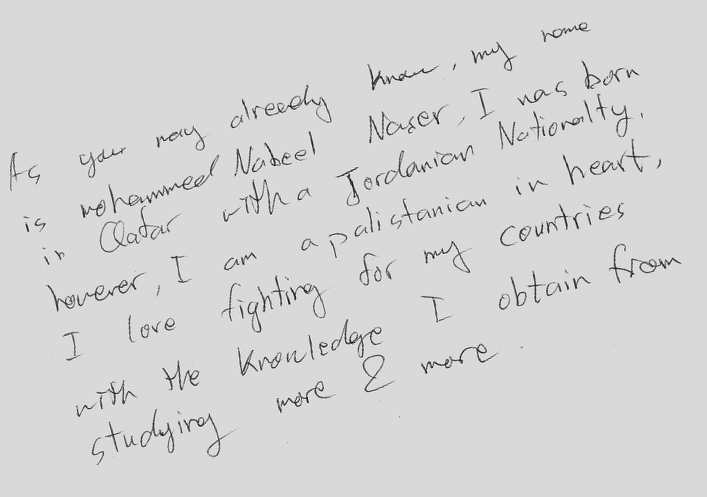 As your may already know, my name
is mohammed Nabeel Naser, I was born
in Qatar with a Jordanian Nationalty,
however, I am a palistanian in heart,
I love fighting for my countries
with the knowledge I obtain from
studying more & more.